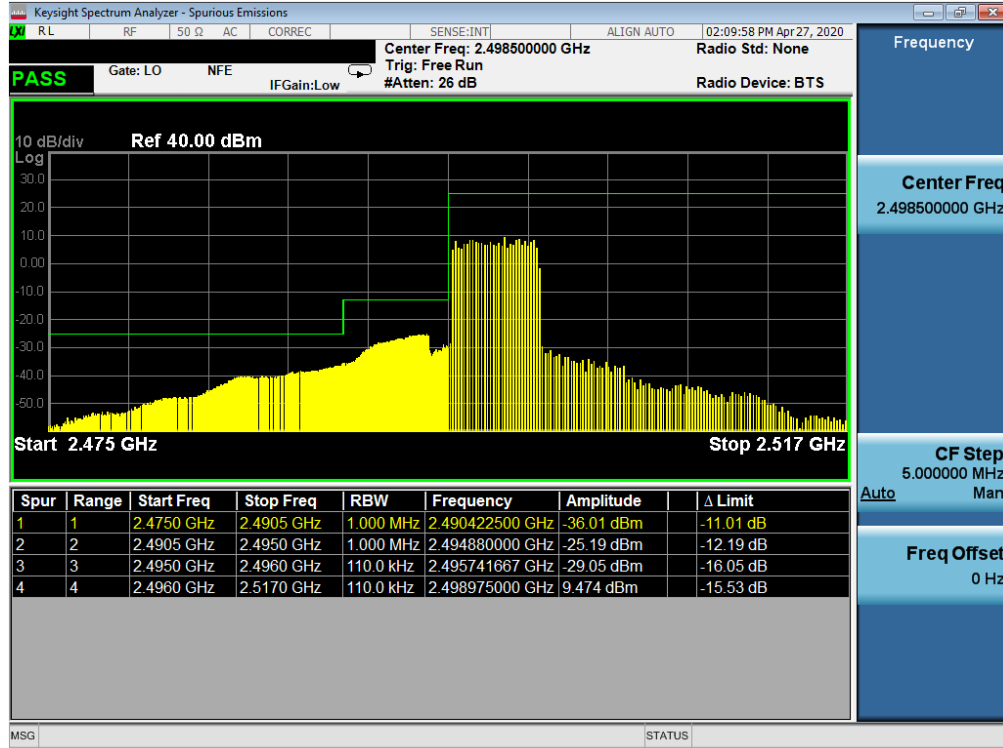 Keysight Spectrum Analyzer - Spurious Emissions
LXI RL RF 50 Ω AC CORREC SENSE:INT ALIGN AUTO 02:09:58 PM Apr 27, 2020
Center Freq: 2.498500000 GHz Radio Std: None
Trig: Free Run
PASS Gate: LO NFE IFGain:Low #Atten: 26 dB Radio Device: BTS
10 dB/div Ref 40.00 dBm
Log
30.0
20.0
10.0
0.00
-10.0
-20.0
-30.0
-40.0
-50.0
Start 2.475 GHz Stop 2.517 GHz
Spur Range Start Freq Stop Freq RBW Frequency Amplitude Δ Limit
1 1 2.4750 GHz 2.4905 GHz 1.000 MHz 2.490422500 GHz -36.01 dBm -11.01 dB
2 2 2.4905 GHz 2.4950 GHz 1.000 MHz 2.494880000 GHz -25.19 dBm -12.19 dB
3 3 2.4950 GHz 2.4960 GHz 110.0 kHz 2.495741667 GHz -29.05 dBm -16.05 dB
4 4 2.4960 GHz 2.5170 GHz 110.0 kHz 2.498975000 GHz 9.474 dBm -15.53 dB
MSG STATUS
Frequency
Center Freq
2.498500000 GHz
CF Step
5.000000 MHz
Auto Man
Freq Offset
0 Hz